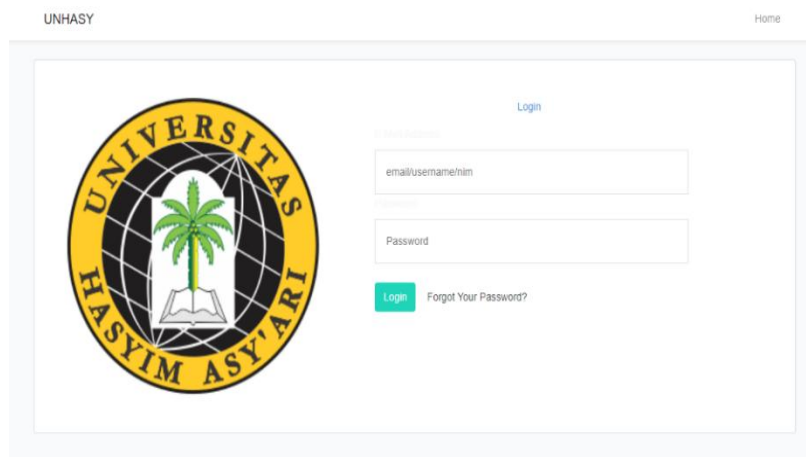 UNHASY
Home
UNIVERSITAS
HASYIM ASY'ARI
Login
email/username/nim
Password
Login
Forgot Your Password?